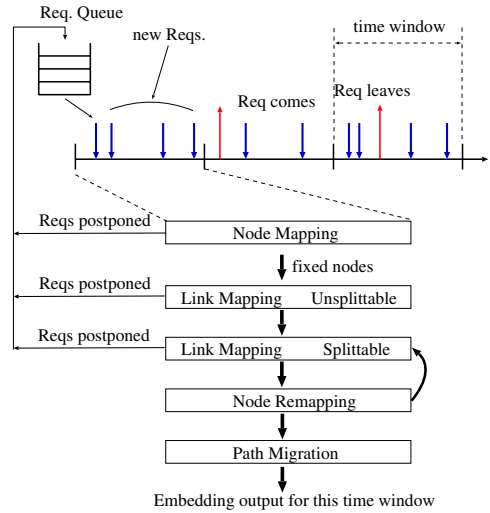 Req. Queue
new Reqs.
time window
Req comes
Req leaves
Reqs postponed
Node Mapping
fixed nodes
Reqs postponed
Link Mapping Unsplittable
Reqs postponed
Link Mapping Splittable
Node Remapping
Path Migration
Embedding output for this time window